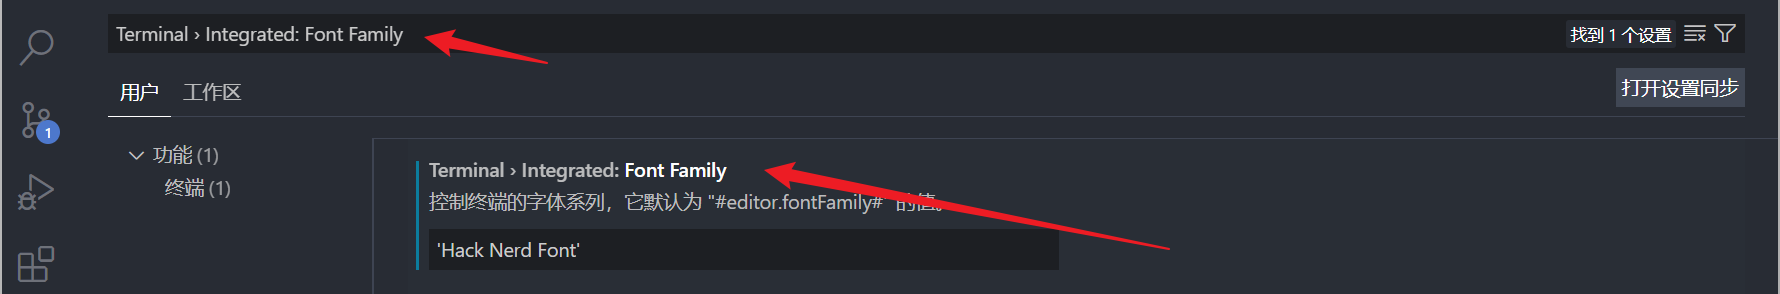 Terminal › Integrated: Font Family
找到 1 个设置
用户 工作区
打开设置同步
1
功能 (1)
终端 (1)
Terminal › Integrated: Font Family
控制终端的字体系列，它默认为 "#editor.fontFamily#" 的值。
'Hack Nerd Font'